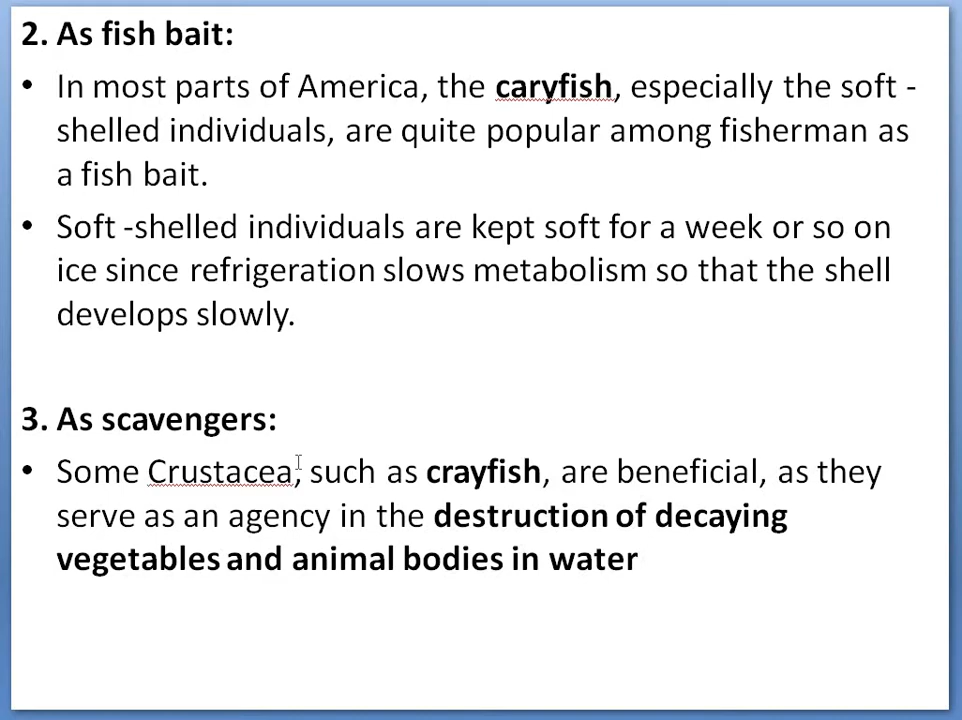 2. As fish bait:
• In most parts of America, the caryfish, especially the soft -
shelled individuals, are quite popular among fisherman as
a fish bait.
• Soft -shelled individuals are kept soft for a week or so on
ice since refrigeration slows metabolism so that the shell
develops slowly.
3. As scavengers:
• Some Crustacea, such as crayfish, are beneficial, as they
serve as an agency in the destruction of decaying
vegetables and animal bodies in water